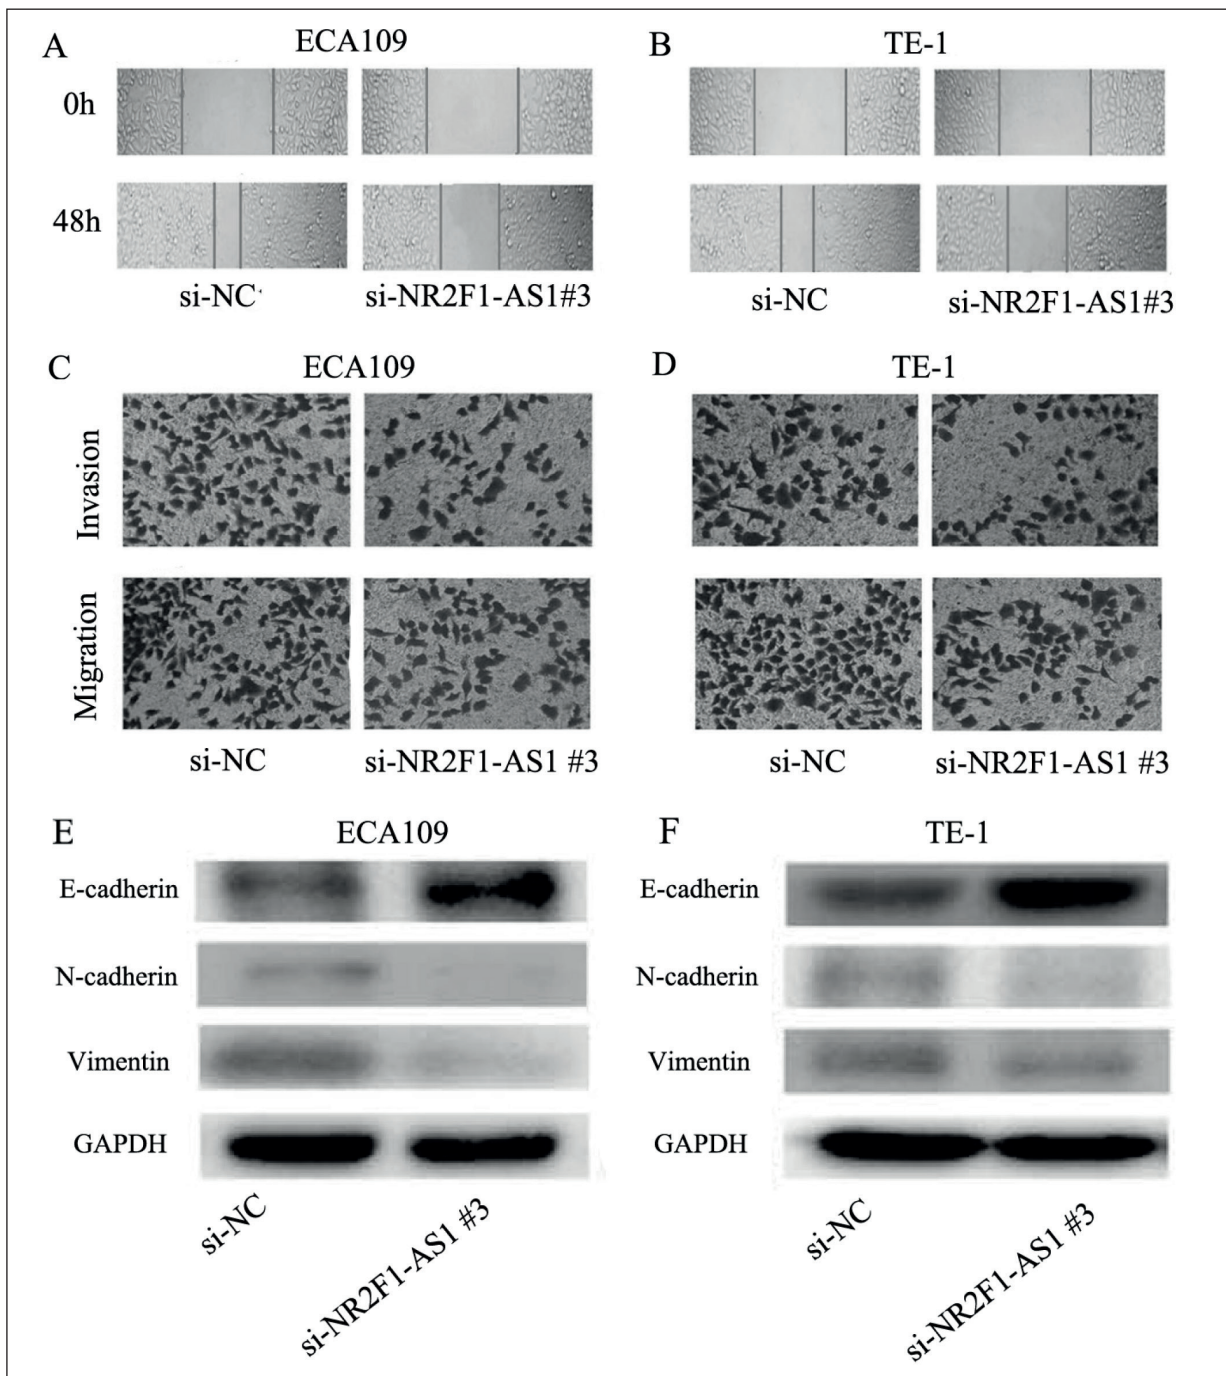 A
ECA109
B
TE-1
0h
48h
si-NC
si-NR2F1-AS1#3
si-NC
si-NR2F1-AS1#3
C
ECA109
D
TE-1
Invasion
Migration
si-NC
si-NR2F1-AS1 #3
si-NC
si-NR2F1-AS1 #3
E
ECA109
F
TE-1
E-cadherin
E-cadherin
N-cadherin
N-cadherin
Vimentin
Vimentin
GAPDH
GAPDH
si-NC
si-NR2F1-AS1 #3
si-NC
si-NR2F1-AS1 #3